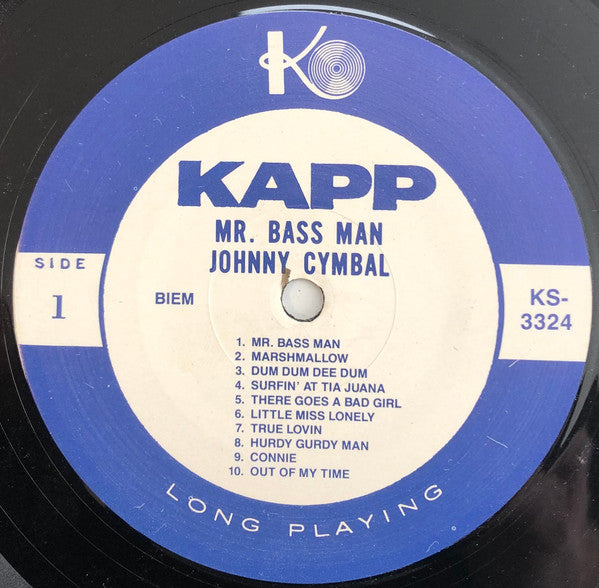 K
KAPP
MR. BASS MAN
JOHNNY CYMBAL
SIDE
1
BIEM
KS-
3324
1. MR. BASS MAN
2. MARSHMALLOW
3. DUM DUM DEE DUM
4. SURFIN' AT TIA JUANA
5. THERE GOES A BAD GIRL
6. LITTLE MISS LONELY
7. TRUE LOVIN
8. HURDY GURDY MAN
9. CONNIE
10. OUT OF MY TIME
LONG PLAYING